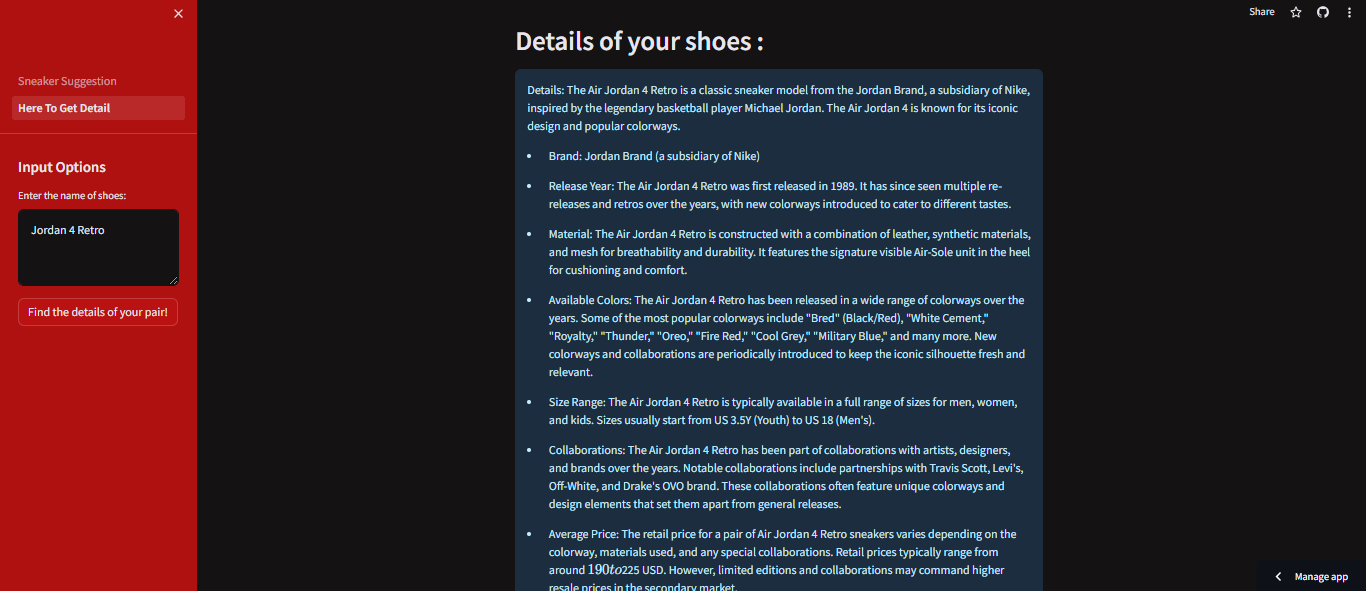 Share
Sneaker Suggestion
Here To Get Detail
Input Options
Enter the name of shoes:
Jordan 4 Retro
Find the details of your pair!
Details of your shoes :
Details: The Air Jordan 4 Retro is a classic sneaker model from the Jordan Brand, a subsidiary of Nike,
inspired by the legendary basketball player Michael Jordan. The Air Jordan 4 is known for its iconic
design and popular colorways.
• Brand: Jordan Brand (a subsidiary of Nike)
• Release Year: The Air Jordan 4 Retro was first released in 1989. It has since seen multiple re-
releases and retros over the years, with new colorways introduced to cater to different tastes.
• Material: The Air Jordan 4 Retro is constructed with a combination of leather, synthetic materials,
and mesh for breathability and durability. It features the signature visible Air-Sole unit in the heel
for cushioning and comfort.
• Available Colors: The Air Jordan 4 Retro has been released in a wide range of colorways over the
years. Some of the most popular colorways include "Bred" (Black/Red), "White Cement,"
"Royalty," "Thunder," "Oreo," "Fire Red," "Cool Grey," "Military Blue," and many more. New
colorways and collaborations are periodically introduced to keep the iconic silhouette fresh and
relevant.
• Size Range: The Air Jordan 4 Retro is typically available in a full range of sizes for men, women,
and kids. Sizes usually start from US 3.5Y (Youth) to US 18 (Men's).
• Collaborations: The Air Jordan 4 Retro has been part of collaborations with artists, designers,
and brands over the years. Notable collaborations include partnerships with Travis Scott, Levi's,
Off-White, and Drake's OVO brand. These collaborations often feature unique colorways and
design elements that set them apart from general releases.
• Average Price: The retail price for a pair of Air Jordan 4 Retro sneakers varies depending on the
colorway, materials used, and any special collaborations. Retail prices typically range from
around 190to225 USD. However, limited editions and collaborations may command higher
resale prices in the secondary market.
Manage app